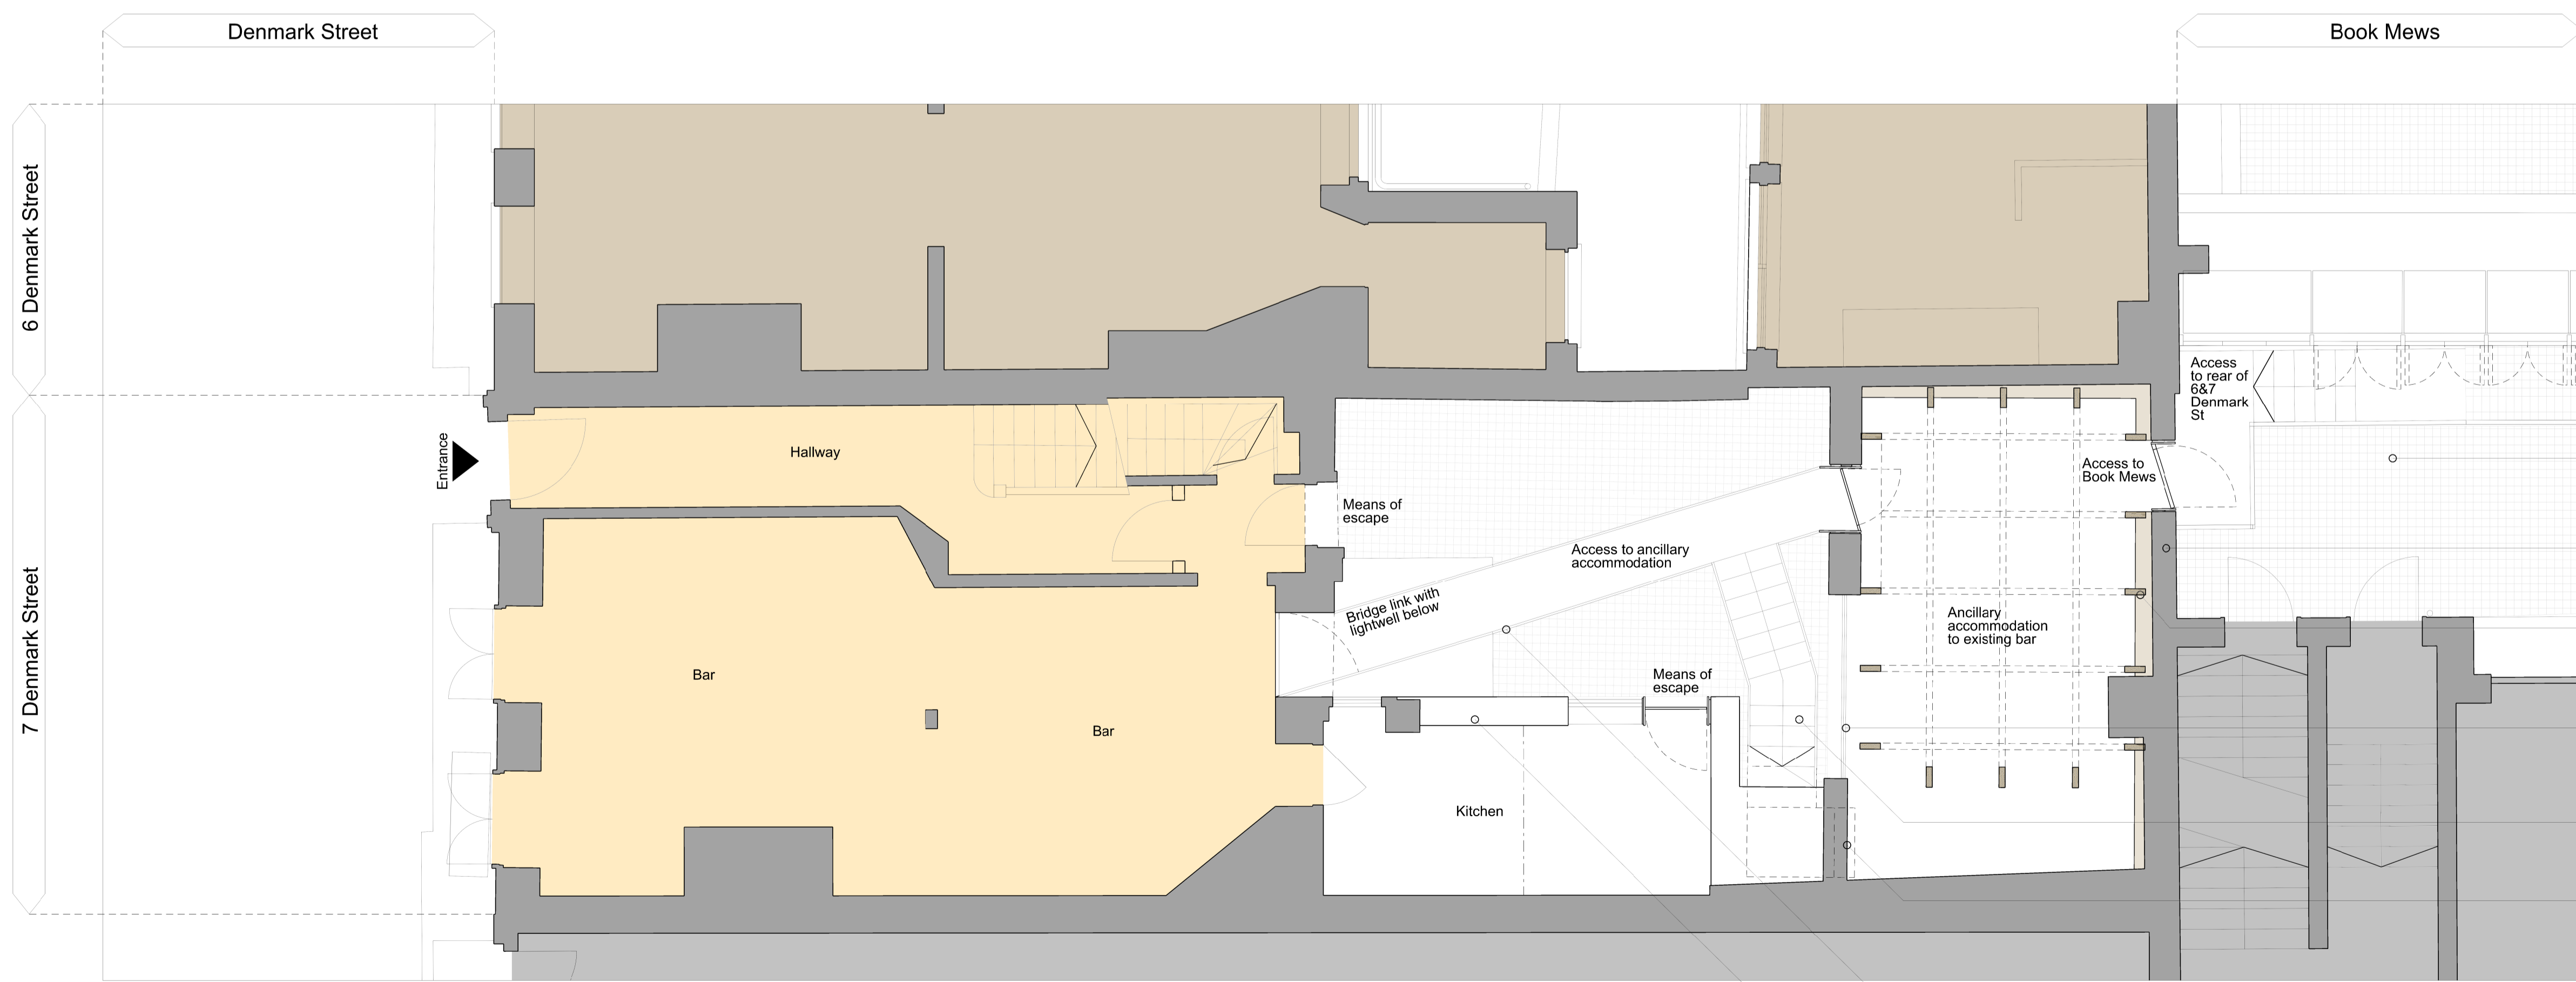 Denmark Street
Book Mews
6 Denmark Street
7 Denmark Street
Entrance
Hallway
Bar
Bar
Means of
escape
Bridge link with
lightwell below
Access to ancillary
accommodation
Means of
escape
Kitchen
Ancillary
accommodation
to existing bar
Access to
Book Mews
Access
to rear of
6&7
Denmark
St